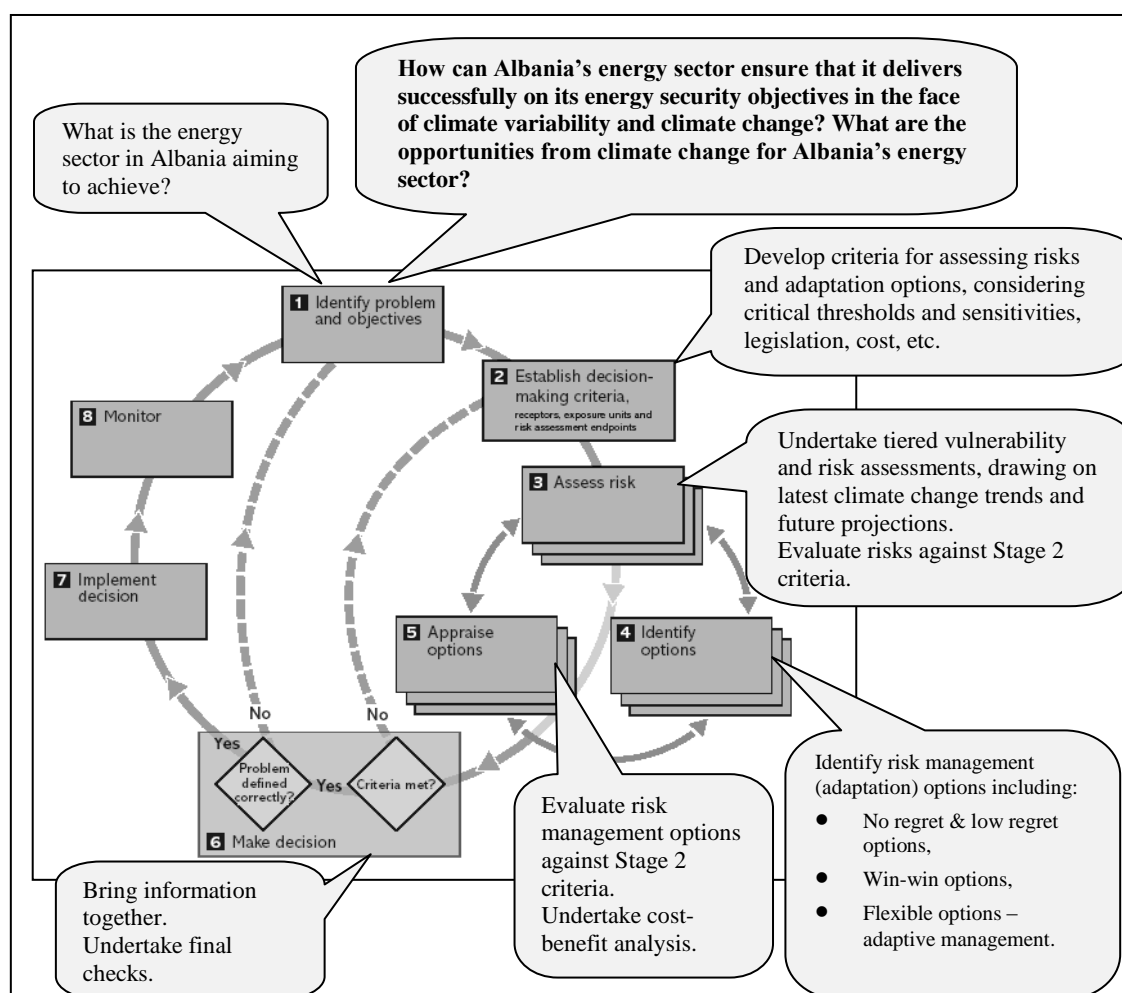 How can Albania’s energy sector ensure that it delivers
successfully on its energy security objectives in the face
of climate variability and climate change? What are the
opportunities from climate change for Albania’s energy
sector?
What is the energy
sector in Albania aiming
to achieve?
Develop criteria for assessing risks
and adaptation options, considering
critical thresholds and sensitivities,
legislation, cost, etc.
1 Identify problem
and objectives
2 Establish decision-
making criteria,
receptors, exposure units and
risk assessment endpoints
8 Monitor
Undertake tiered vulnerability
and risk assessments, drawing on
latest climate change trends and
future projections.
Evaluate risks against Stage 2
criteria.
3 Assess risk
7 Implement
decision
5 Appraise
options
4 Identify
options
No
No
Yes
Problem
defined
correctly?
Yes
Criteria met?
6 Make decision
Identify risk management
(adaptation) options including:
● No regret & low regret
options,
● Win-win options,
● Flexible options –
adaptive management.
Evaluate risk
management options
against Stage 2
criteria.
Undertake cost-
benefit analysis.
Bring information
together.
Undertake final
checks.